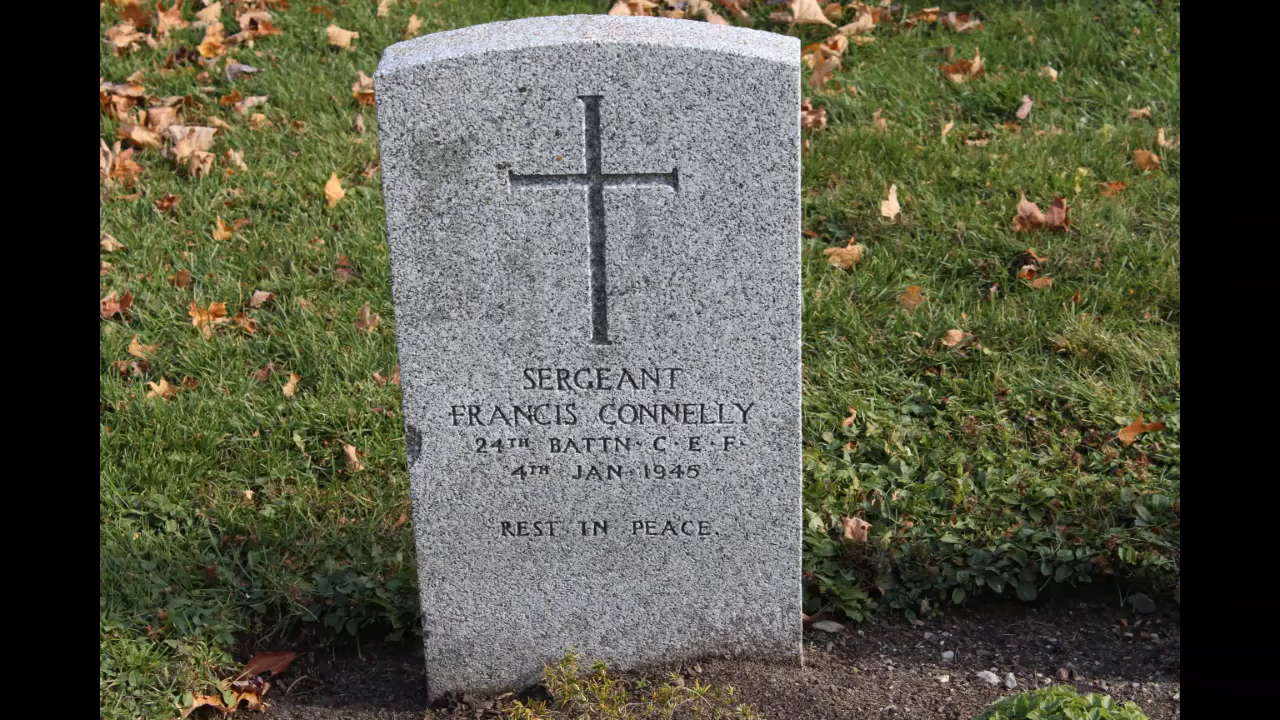 SERGEANT
FRANCIS CONNELLY
24TH BATTN· C·E·F·
4TH JAN·1945
REST IN PEACE.